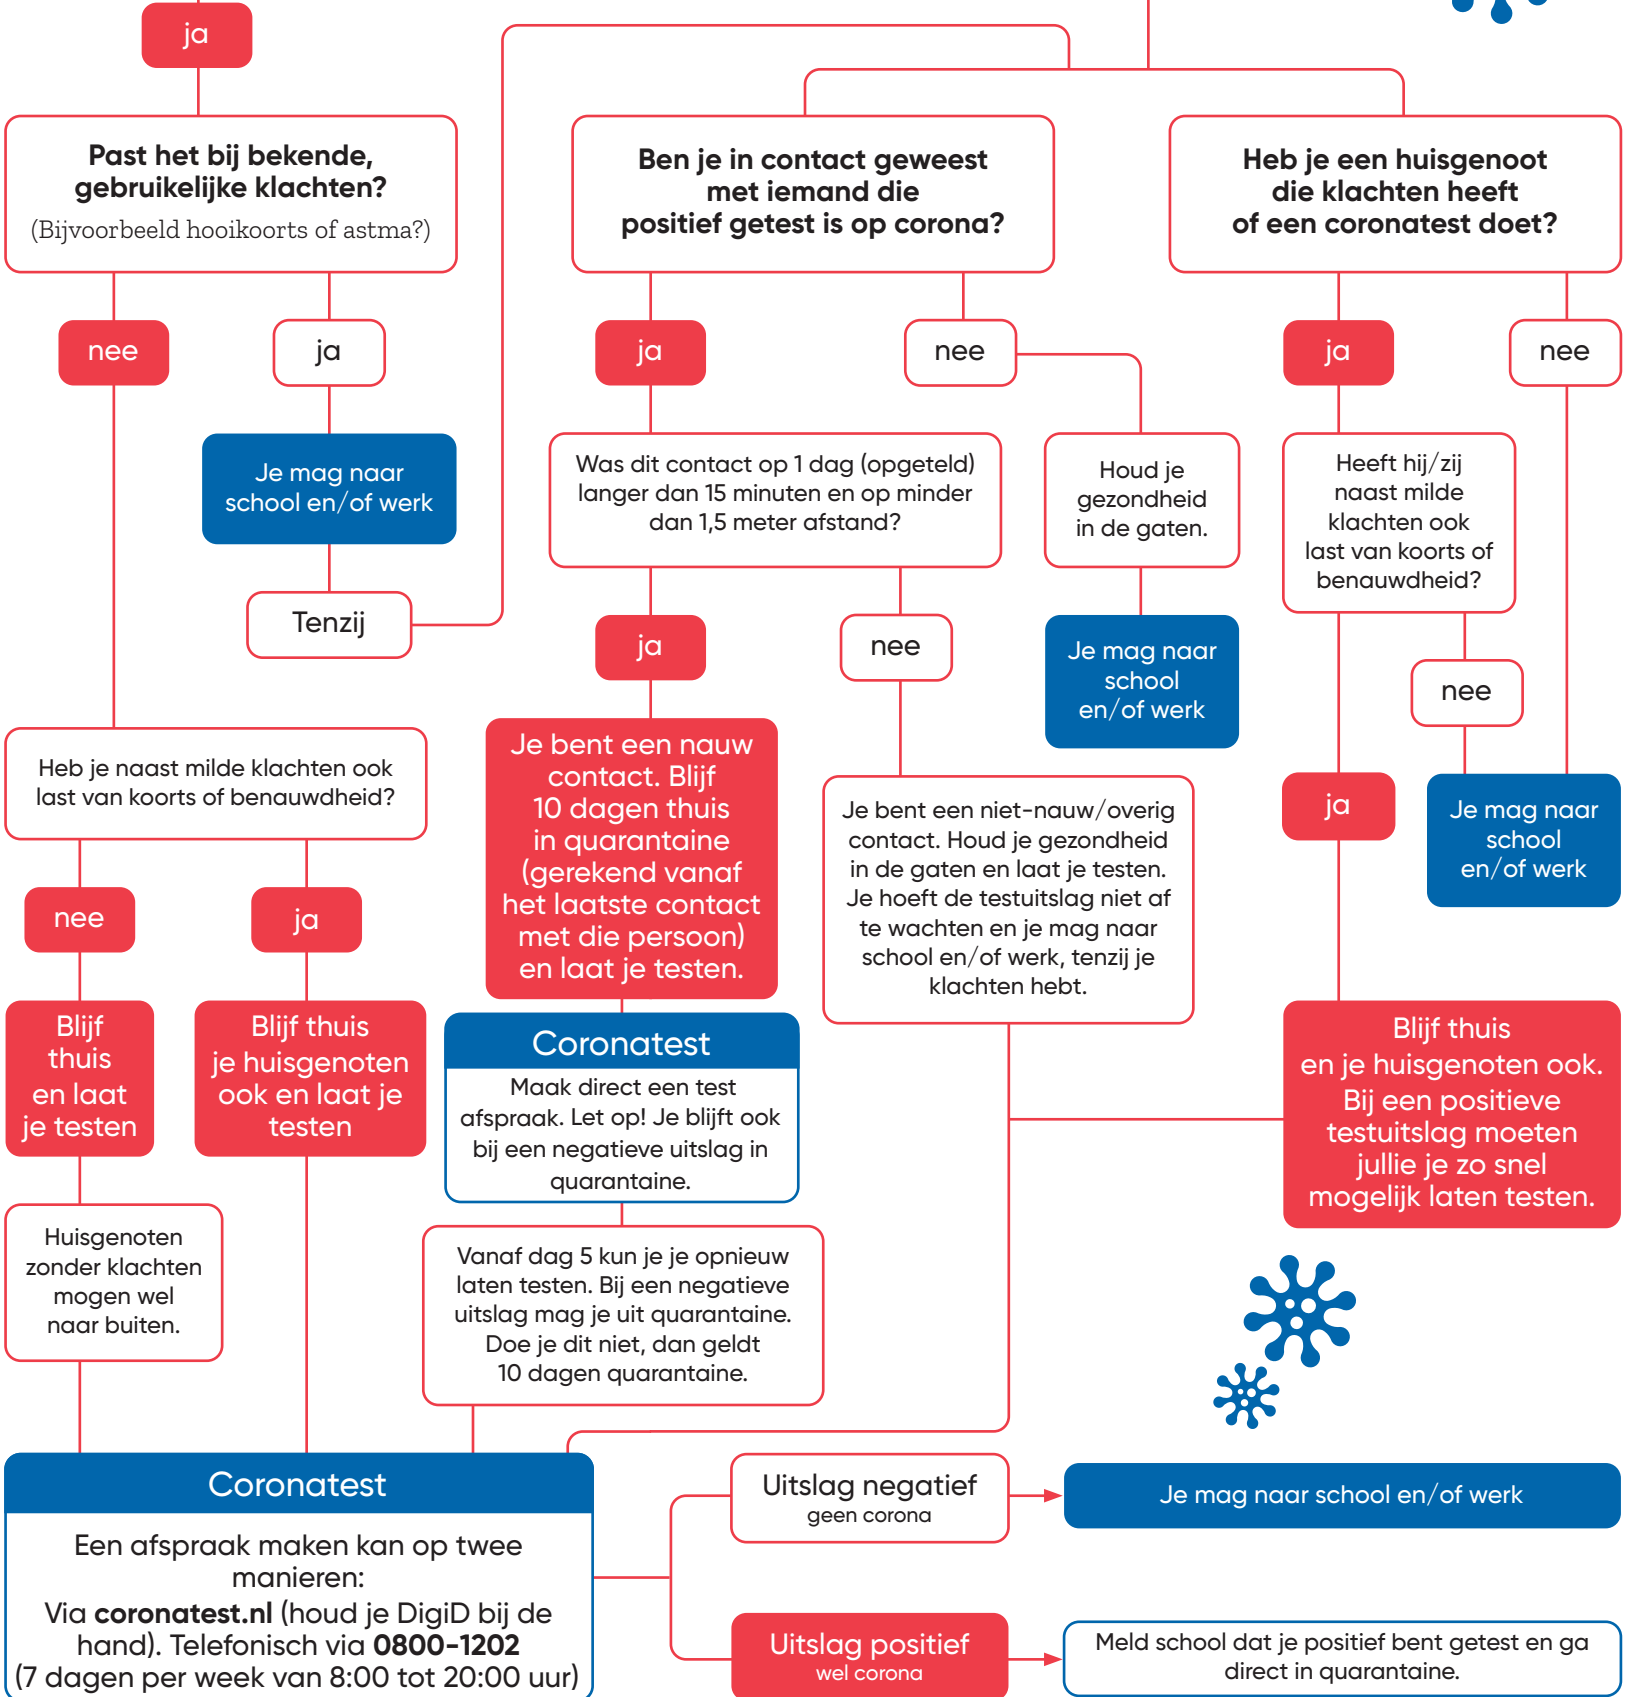 ja
Past het bij bekende,
gebruikelijke klachten?
(Bijvoorbeeld hooikoorts of astma?)
nee
ja
Je mag naar
school en/of werk
Tenzij
Heb je naast milde klachten ook
last van koorts of benauwdheid?
nee
ja
Blijf
thuis
en laat
je testen
Blijf thuis
je huisgenoten
ook en laat je
testen
Huisgenoten
zonder klachten
mogen wel
naar buiten.
Ben je in contact geweest
met iemand die
positief getest is op corona?
ja
nee
Was dit contact op 1 dag (opgeteld)
langer dan 15 minuten en op minder
dan 1,5 meter afstand?
Houd je
gezondheid
in de gaten.
Je mag naar
school
en/of werk
ja
nee
Je bent een nauw
contact. Blijf
10 dagen thuis
in quarantaine
(gerekend vanaf
het laatste contact
met die persoon)
en laat je testen.
Je bent een niet-nauw/overig
contact. Houd je gezondheid
in de gaten en laat je testen.
Je hoeft de testuitslag niet af
te wachten en je mag naar
school en/of werk, tenzij je
klachten hebt.
Coronatest
Maak direct een test
afspraak. Let op! Je blijft ook
bij een negatieve uitslag in
quarantaine.
Vanaf dag 5 kun je je opnieuw
laten testen. Bij een negatieve
uitslag mag je uit quarantaine.
Doe je dit niet, dan geldt
10 dagen quarantaine.
Heb je een huisgenoot
die klachten heeft
of een coronatest doet?
ja
nee
Heeft hij/zij
naast milde
klachten ook
last van koorts of
benauwdheid?
nee
ja
Je mag naar
school
en/of werk
Blijf thuis
en je huisgenoten ook.
Bij een positieve
testuitslag moeten
jullie je zo snel
mogelijk laten testen.
Coronatest
Een afspraak maken kan op twee
manieren:
Via coronatest.nl (houd je DigiD bij de
hand). Telefonisch via 0800-1202
(7 dagen per week van 8:00 tot 20:00 uur)
Uitslag negatief
geen corona
Je mag naar school en/of werk
Uitslag positief
wel corona
Meld school dat je positief bent getest en ga
direct in quarantaine.